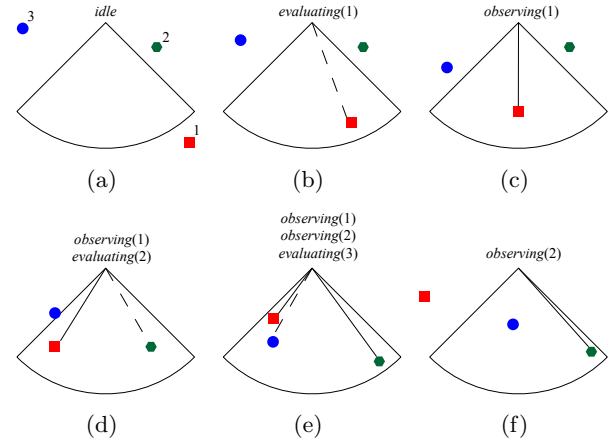 3
idle
2
1
(a)
evaluating(1)
(b)
observing(1)
(c)
observing(1)
evaluating(2)
(d)
observing(1)
observing(2)
evaluating(3)
(e)
observing(2)
(f)